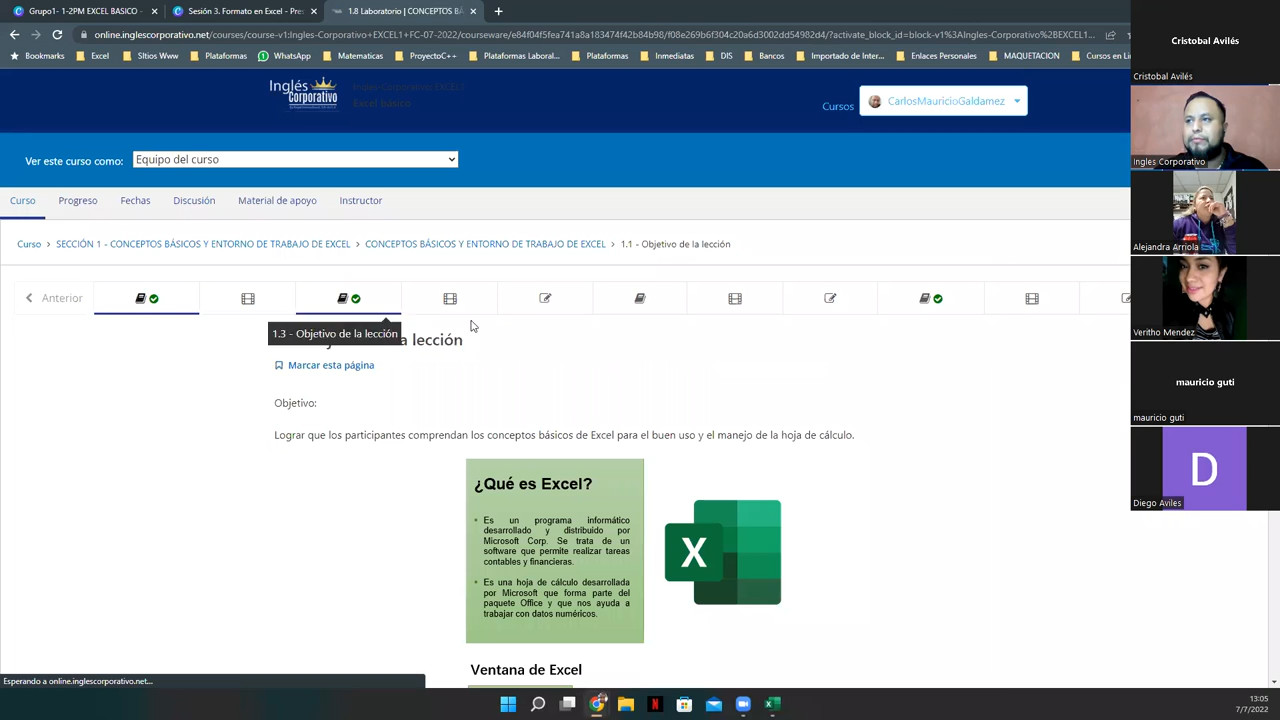 Grupo1- 1-2PM EXCEL BASICO -
Sesión 3. Formato en Excel - Pres
1.8 Laboratorio | CONCEPTOS BÁ
online.inglescorporativo.net/courses/course-v1:Ingles-Corporativo+EXCEL1+FC-07-2022/courseware/e84f04f5fea741a8a183474f42b84b98/f08e269b6f304c20a6d3002dd54982d4/?activate_block_id=block-v1%3AIngles-Corporativo%2BEXCEL1...
Bookmarks
Excel
Sitios Www
Plataformas
WhatsApp
Matematicas
ProyectoC++
Plataformas Laboral...
Plataformas
Inmediatas
DIS
Bancos
Importado de Inter...
Enlaces Personales
MAQUETACION
Cursos en Lin
Inglés
Corporativo
Ingles-Corporativo EXCEL1
Excel Básico
Cursos
CarlosMauricioGaldamez
Ver este curso como:
Equipo del curso
Curso
Progreso
Fechas
Discusión
Material de apoyo
Instructor
Curso > SECCIÓN 1 - CONCEPTOS BÁSICOS Y ENTORNO DE TRABAJO DE EXCEL > CONCEPTOS BÁSICOS Y ENTORNO DE TRABAJO DE EXCEL > 1.1 - Objetivo de la lección
Anterior
1.3 - Objetivo de la lección
a lección
Marcar esta página
Objetivo:
Lograr que los participantes comprendan los conceptos básicos de Excel para el buen uso y el manejo de la hoja de cálculo.
¿Qué es Excel?
• Es un programa informático
desarrollado y distribuido por
Microsoft Corp. Se trata de un
software que permite realizar tareas
contables y financieras.
• Es una hoja de cálculo desarrollada
por Microsoft que forma parte del
paquete Office y que nos ayuda a
trabajar con datos numéricos.
X
Ventana de Excel
Esperando a online.inglescorporativo.net...
Cristobal Avilés
Cristobal Avilés
Ingles Corporativo
Alejandra Arriola
Veritho Mendez
mauricio guti
mauricio guti
D
Diego Aviles
13:05
7/7/2022